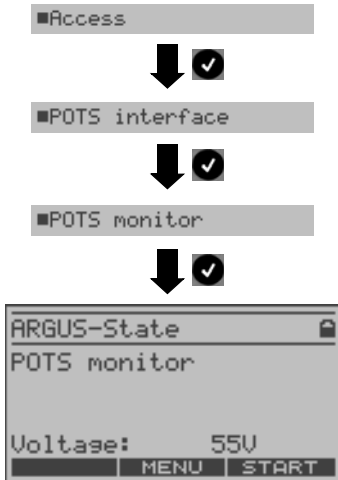 ■Access
■POTS interface
■POTS monitor
ARGUS-State
POTS monitor
Voltage: 55V
MENU START